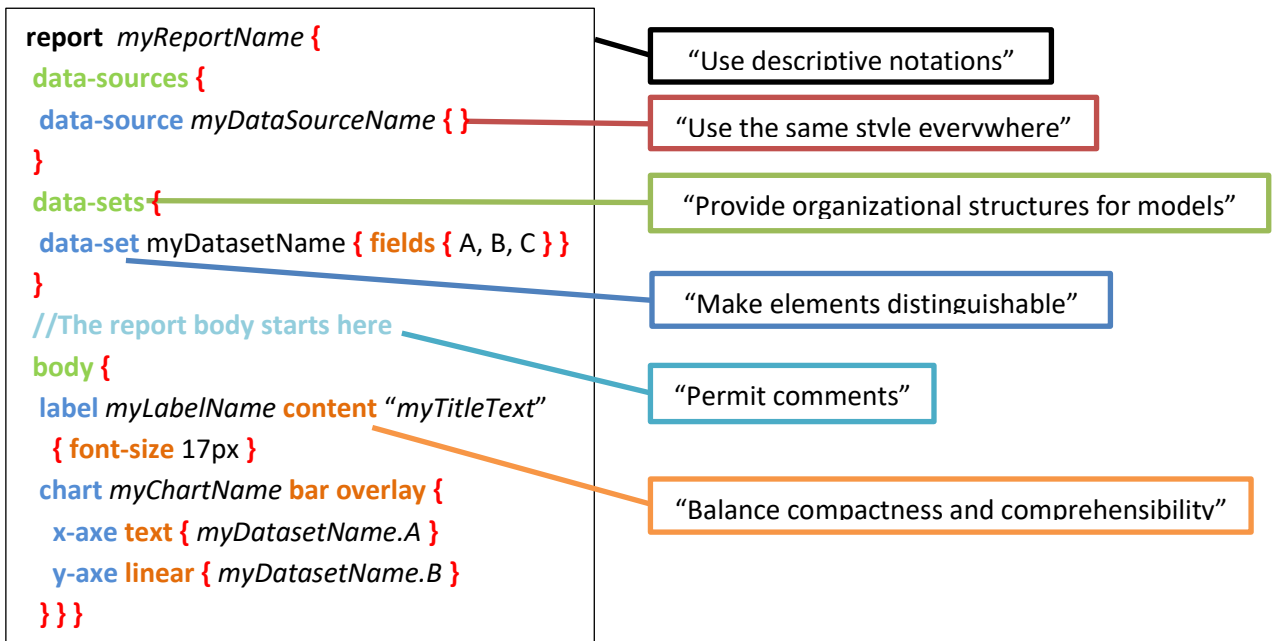 report myReportName {
data-sources {
data-source myDataSourceName { }
}
data-sets {
data-set myDatasetName { fields { A, B, C } }
}
//The report body starts here
body {
label myLabelName content “myTitleText”
{ font-size 17px }
chart myChartName bar overlay {
x-axe text { myDatasetName.A }
y-axe linear { myDatasetName.B }
} } }
“Use descriptive notations”
“Use the same style everywhere”
“Provide organizational structures for models”
“Make elements distinguishable”
“Permit comments”
“Balance compactness and comprehensibility”